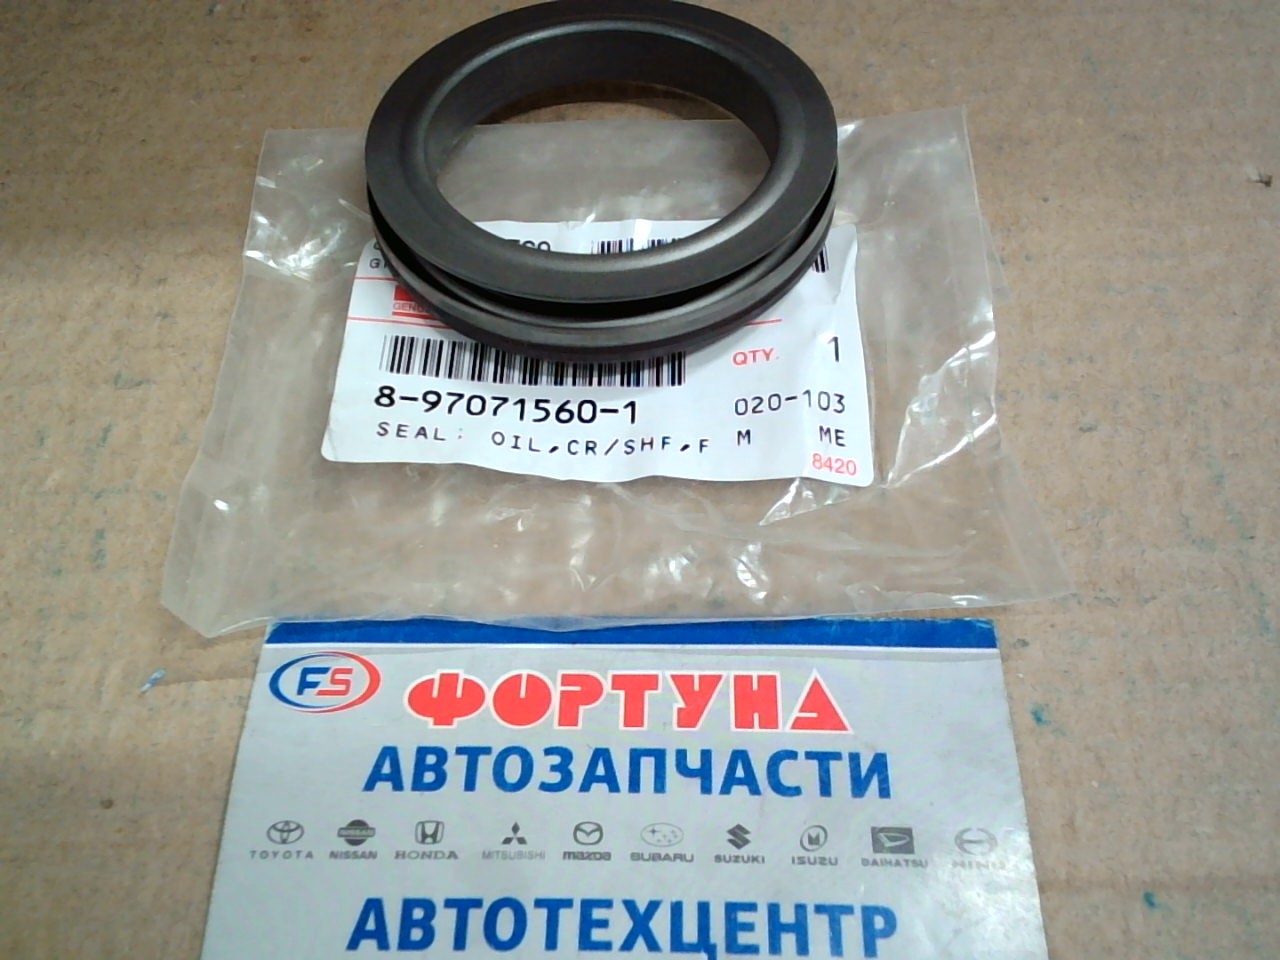 QTY. 1
8-97071560-1 020-103
SEAL: OIL,CR/SHF,F M ME
8420
FS ФОРТУНА
АВТОЗАПЧАСТИ
TOYOTA NISSAN HONDA MITSUBISHI mazda SUBARU SUZUKI ISUZU DAIHATSU
АВТОТЕХЦЕНТР